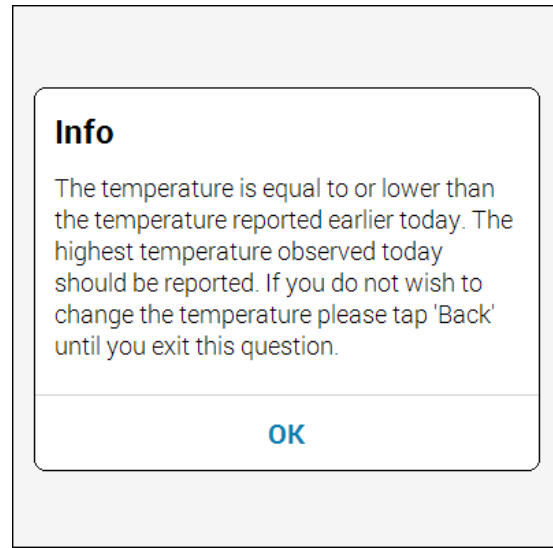 Info
The temperature is equal to or lower than
the temperature reported earlier today. The
highest temperature observed today
should be reported. If you do not wish to
change the temperature please tap 'Back'
until you exit this question.
OK